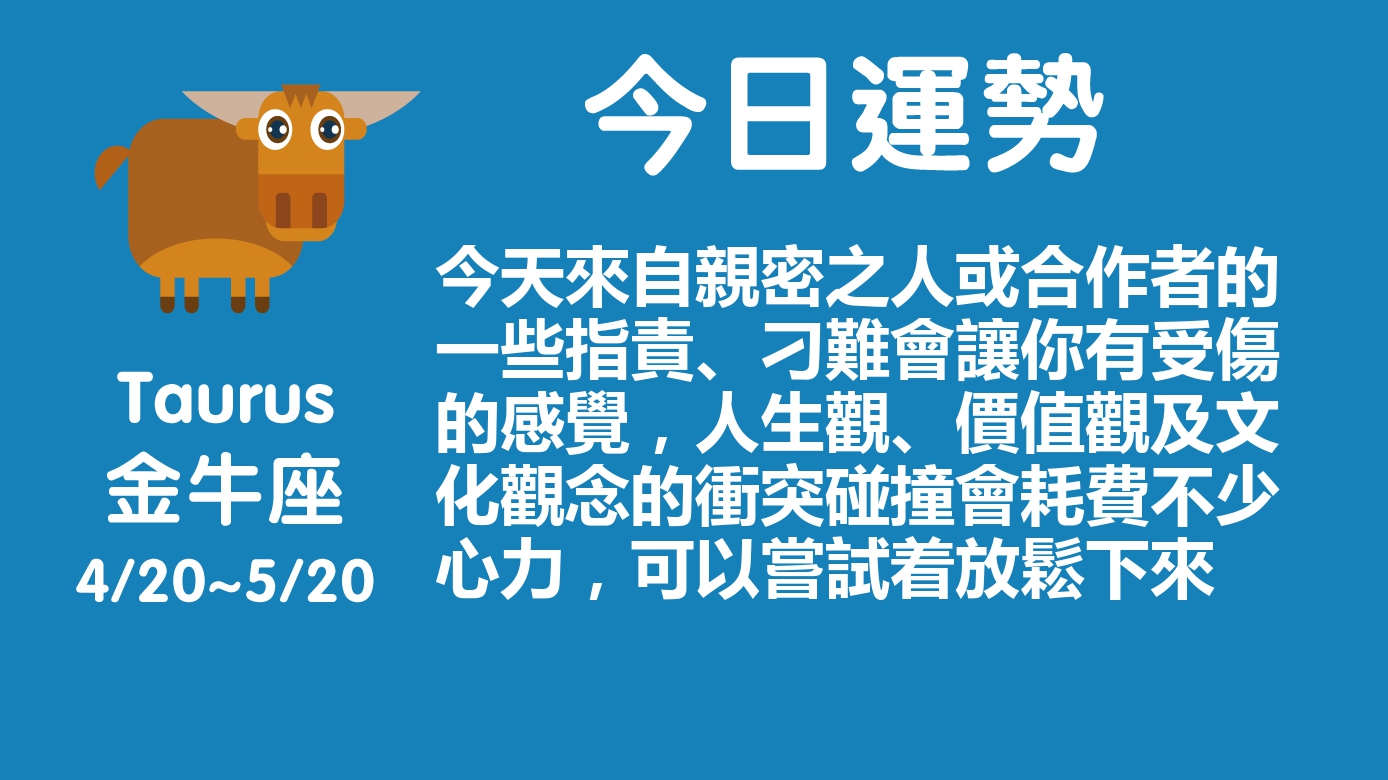 今日運勢
今天來自親密之人或合作者的
一些指責、刁難會讓你有受傷
的感覺，人生觀、價值觀及文
化觀念的衝突碰撞會耗費不少
心力，可以嘗試着放鬆下來
Taurus
金牛座
4/20~5/20